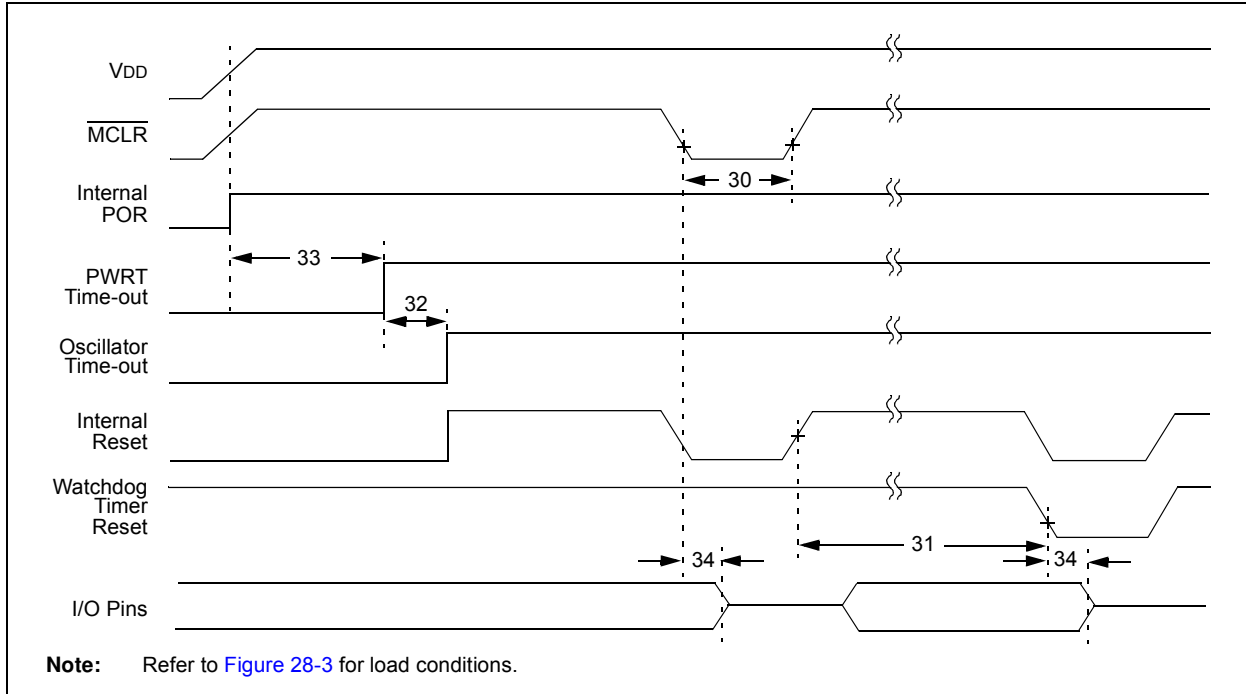 VDD
MCLR
30
Internal
POR
33
PWRT
Time-out
32
Oscillator
Time-out
Internal
Reset
Watchdog
Timer
Reset
31
34
34
I/O Pins
Note: Refer to Figure 28-3 for load conditions.